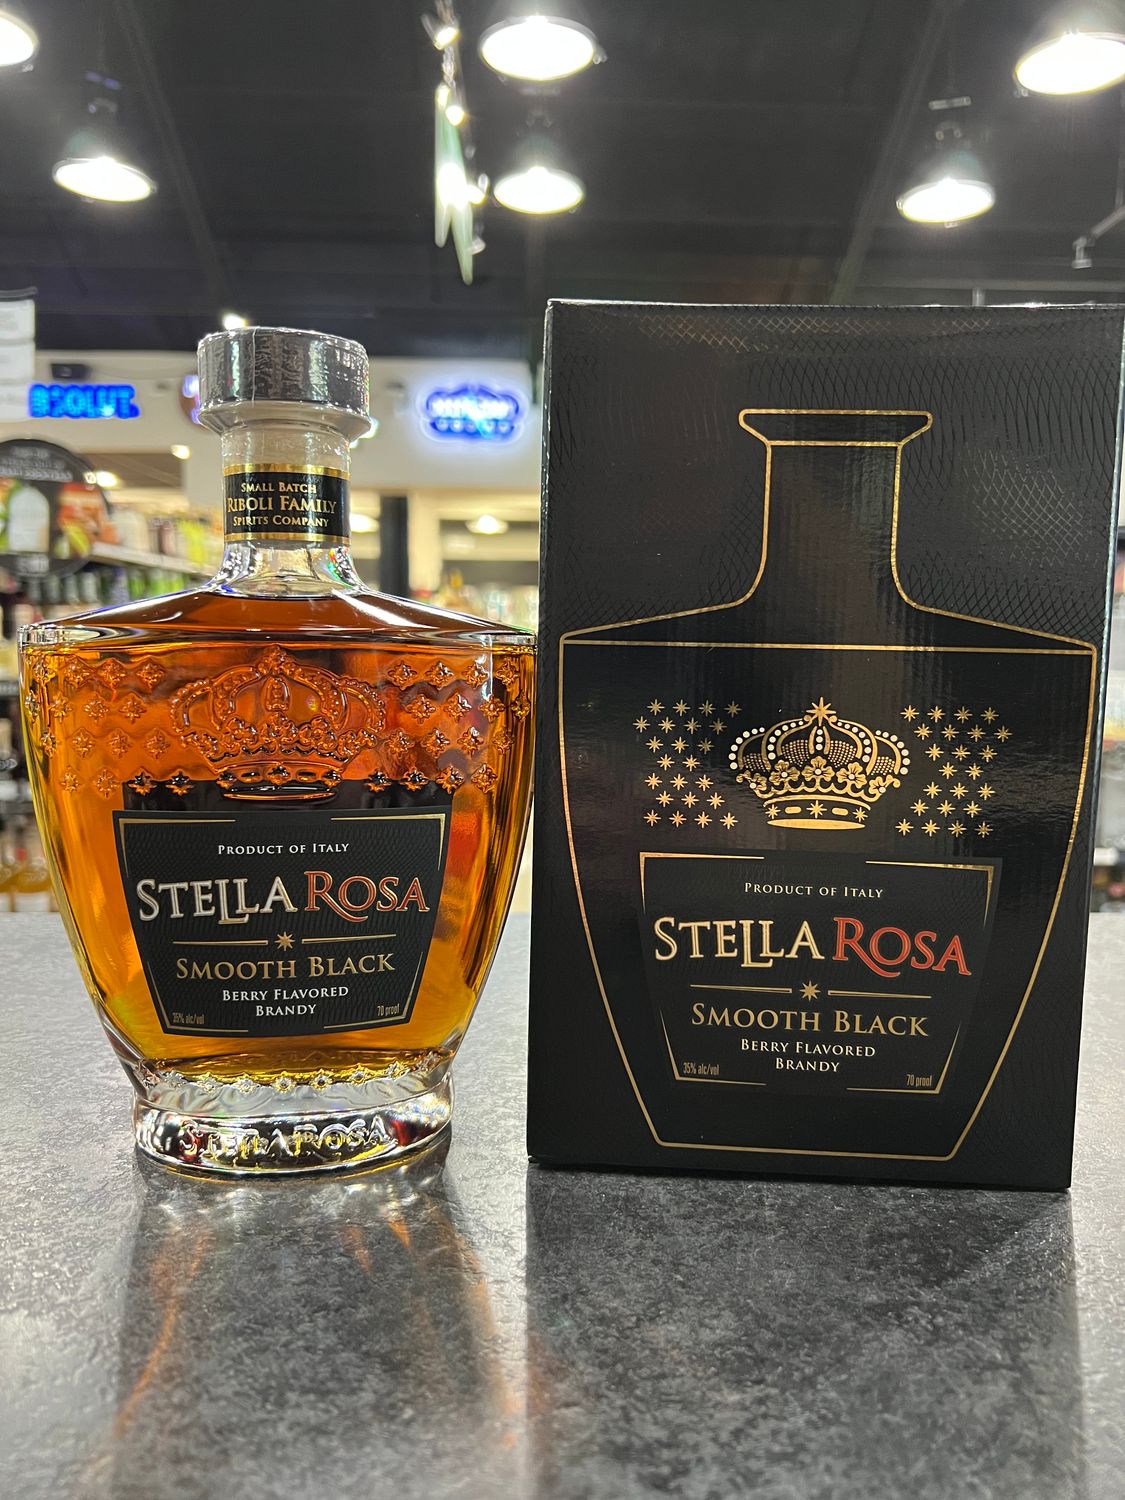 ABSOLUT.
SMALL BATCH
RIBOLI FAMILY
SPIRITS COMPANY
PRODUCT OF ITALY
STELLA ROSA
SMOOTH BLACK
BERRY FLAVORED
BRANDY
35% alc/vol
70 proof
STELLA ROSA
PRODUCT OF ITALY
STELLA ROSA
SMOOTH BLACK
BERRY FLAVORED
BRANDY
35% alc/vol
70 proof